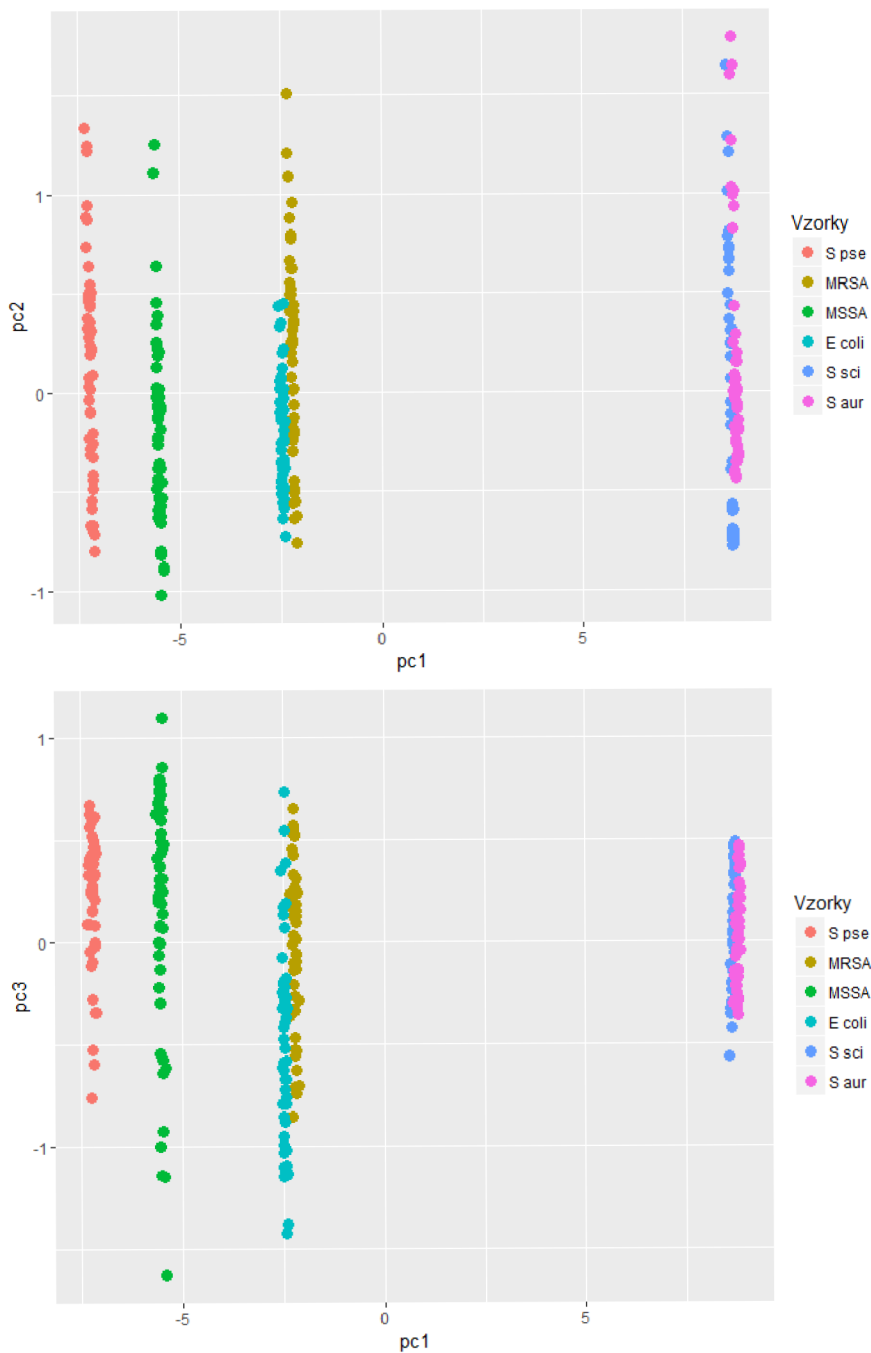 pc2
1
0
-1
-5
0
5
pc1
Vzorky
S pse
MRSA
MSSA
E coli
S sci
S aur
pc3
1
0
-1
-5
0
5
pc1
Vzorky
S pse
MRSA
MSSA
E coli
S sci
S aur